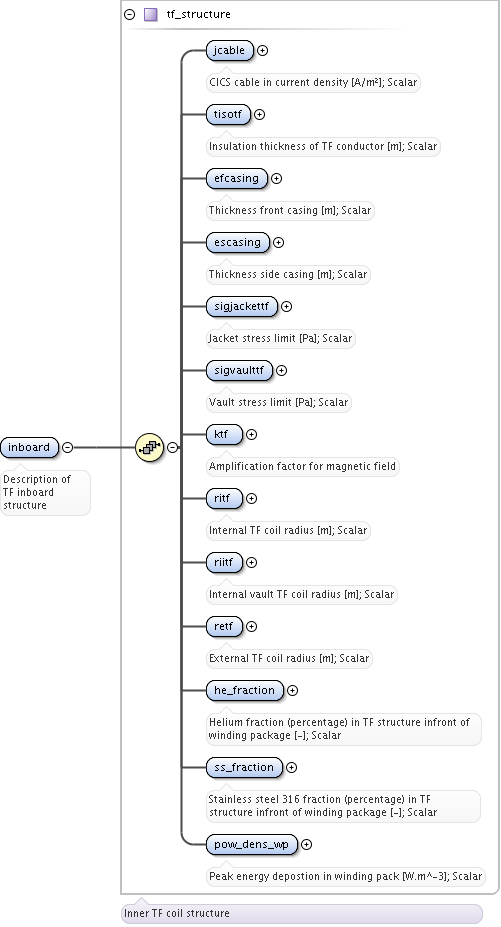 tf_structure
jcable
CICS cable in current density [A/m²]; Scalar
tisotf
Insulation thickness of TF conductor [m]; Scalar
efcasing
Thickness front casing [m]; Scalar
escasing
Thickness side casing [m]; Scalar
sigjackettf
Jacket stress limit [Pa]; Scalar
sigvaulttf
Vault stress limit [Pa]; Scalar
ktf
Amplification factor for magnetic field
inboard
Description of
TF inboard
structure
ritf
Internal TF coil radius [m]; Scalar
riitf
Internal vault TF coil radius [m]; Scalar
retf
External TF coil radius [m]; Scalar
he_fraction
Helium fraction (percentage) in TF structure infront of
winding package [-]; Scalar
ss_fraction
Stainless steel 316 fraction (percentage) in TF
structure infront of winding package [-]; Scalar
pow_dens_wp
Peak energy depostion in winding pack [W.m^-3]; Scalar
Inner TF coil structure